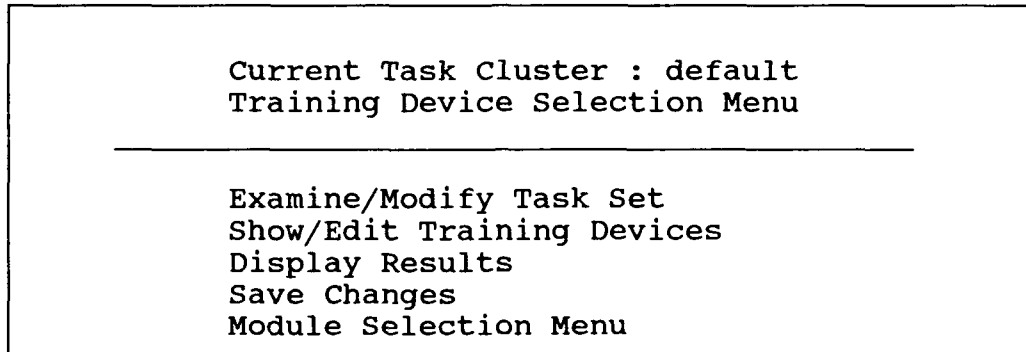 Current Task Cluster : default
Training Device Selection Menu
Examine/Modify Task Set
Show/Edit Training Devices
Display Results
Save Changes
Module Selection Menu